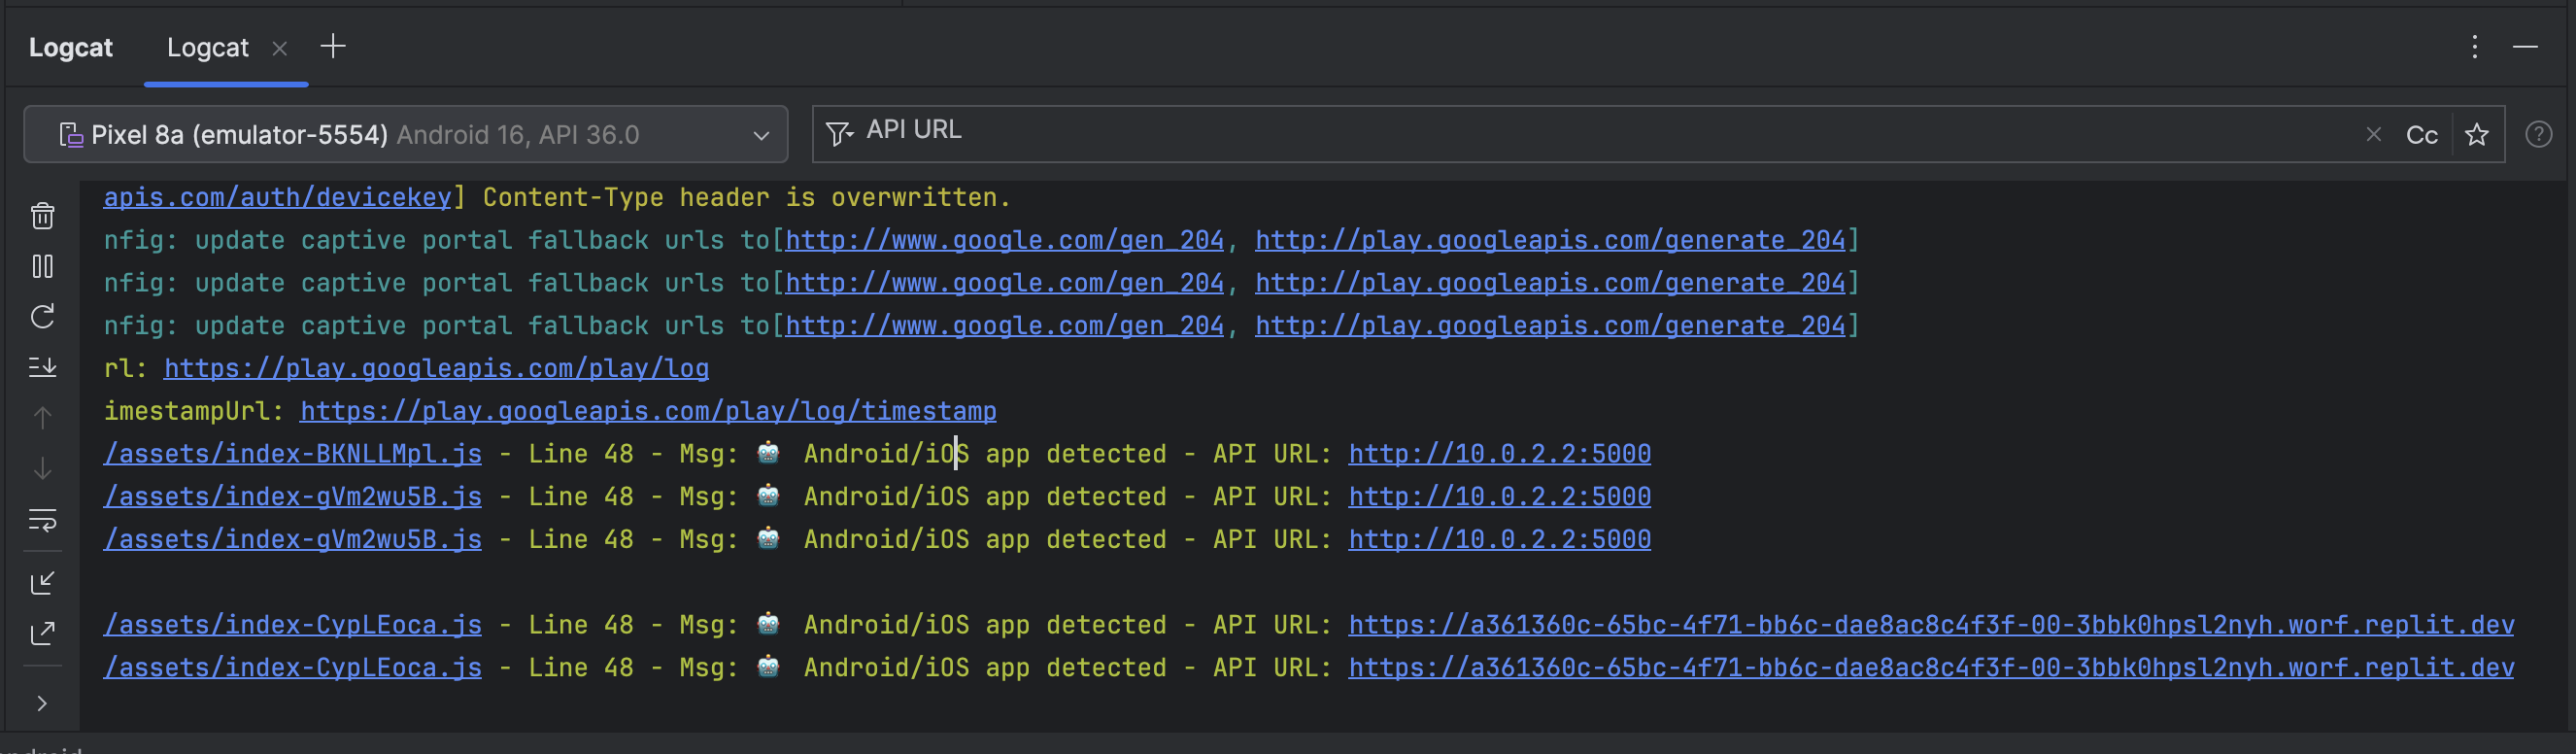 Logcat Logcat
Pixel 8a (emulator-5554) Android 16, API 36.0 API URL Cc
apis.com/auth/devicekey] Content-Type header is overwritten.
nfig: update captive portal fallback urls to[http://www.google.com/gen_204, http://play.googleapis.com/generate_204]
nfig: update captive portal fallback urls to[http://www.google.com/gen_204, http://play.googleapis.com/generate_204]
nfig: update captive portal fallback urls to[http://www.google.com/gen_204, http://play.googleapis.com/generate_204]
rl: https://play.googleapis.com/play/log
imestampUrl: https://play.googleapis.com/play/log/timestamp
/assets/index-BKNLLMpl.js - Line 48 - Msg: 🤖 Android/iOS app detected - API URL: http://10.0.2.2:5000
/assets/index-gVm2wu5B.js - Line 48 - Msg: 🤖 Android/iOS app detected - API URL: http://10.0.2.2:5000
/assets/index-gVm2wu5B.js - Line 48 - Msg: 🤖 Android/iOS app detected - API URL: http://10.0.2.2:5000
/assets/index-CypLEoca.js - Line 48 - Msg: 🤖 Android/iOS app detected - API URL: https://a361360c-65bc-4f71-bb6c-dae8ac8c4f3f-00-3bbk0hpsl2nyh.worf.replit.dev
/assets/index-CypLEoca.js - Line 48 - Msg: 🤖 Android/iOS app detected - API URL: https://a361360c-65bc-4f71-bb6c-dae8ac8c4f3f-00-3bbk0hpsl2nyh.worf.replit.dev